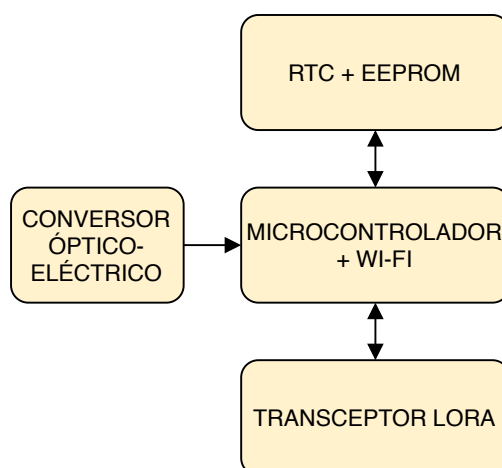 RTC + EEPROM
CONVERSOR
ÓPTICO-
ELÉCTRICO
MICROCONTROLADOR
+ WI-FI
TRANSCEPTOR LORA